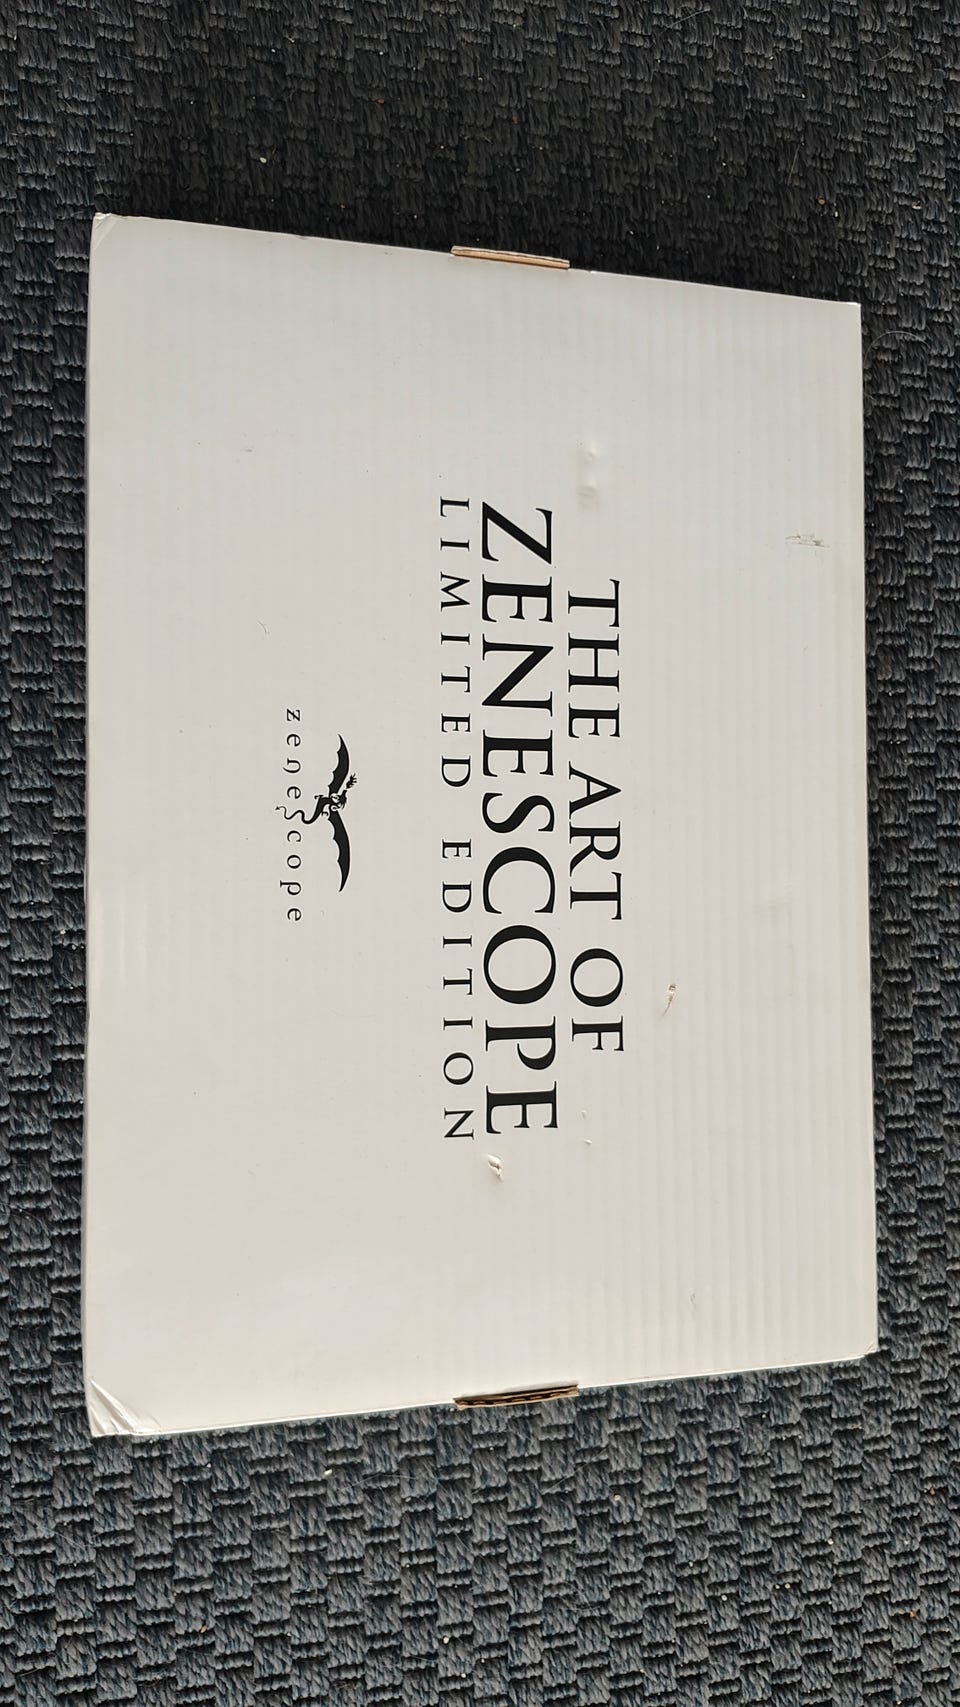 THE ART OF
ZENESCOPE
LIMITED EDITION
zenescope